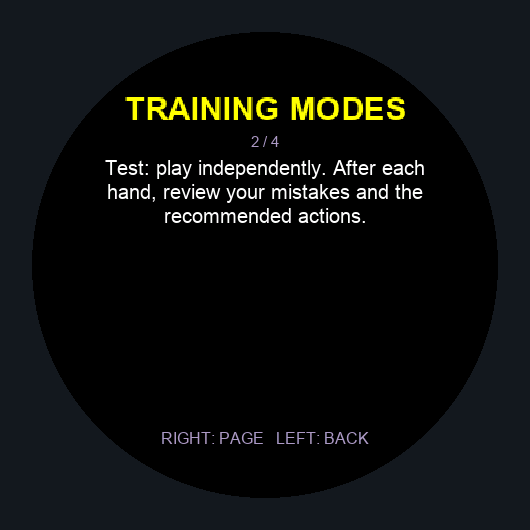 TRAINING MODES
2 / 4
Test: play independently. After each
hand, review your mistakes and the
recommended actions.
RIGHT: PAGE LEFT: BACK